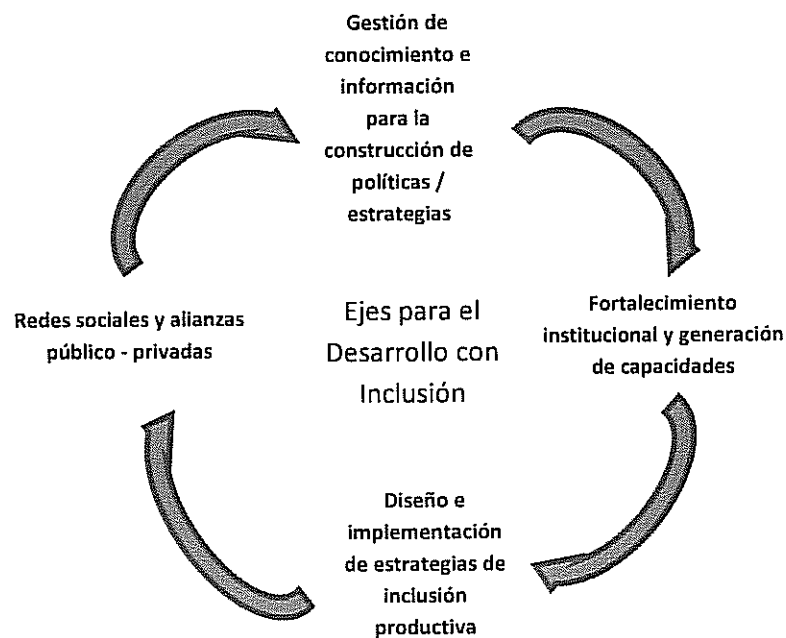 Gestión de
conocimiento e
información
para la
construcción de
políticas /
estrategias
Redes sociales y alianzas
público - privadas
Ejes para el
Desarrollo con
Inclusión
Fortalecimiento
institucional y generación
de capacidades
Diseño e
implementación
de estrategias de
inclusión
productiva